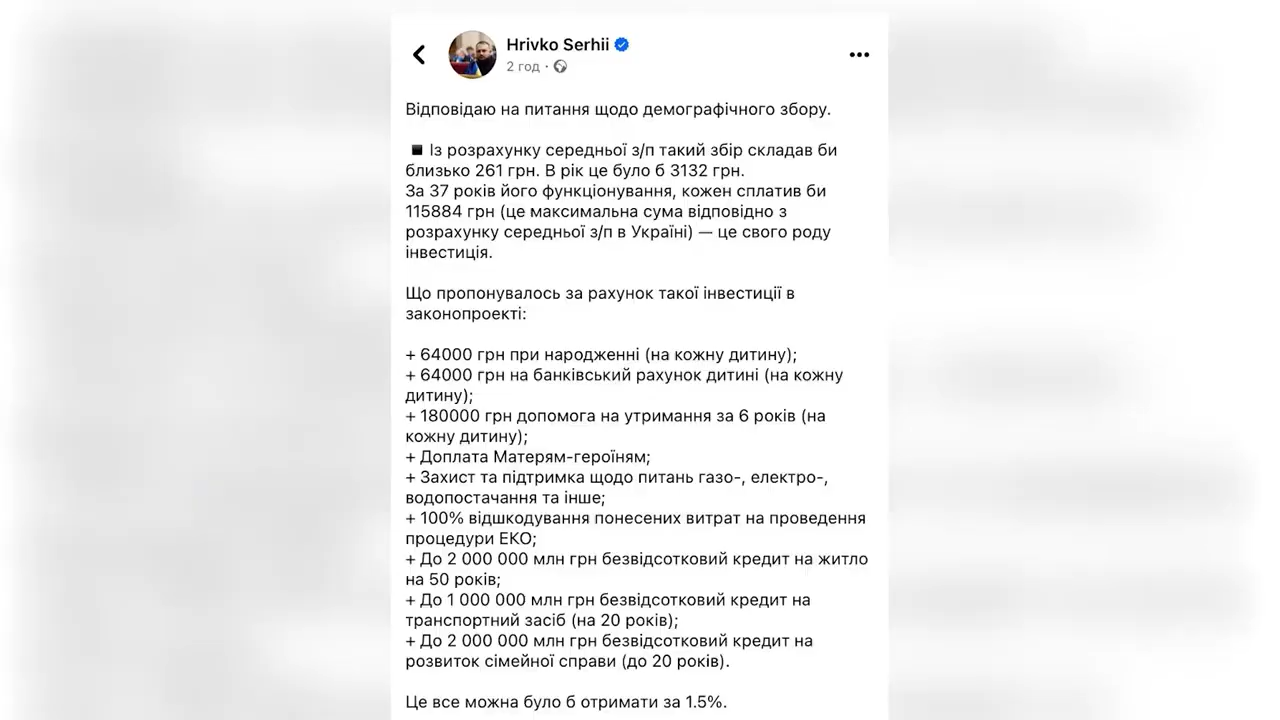 Hrivko Serhii
2 год ·
Відповідаю на питання щодо демографічного збору.
◾Із розрахунку середньої з/п такий збір складав би
близько 261 грн. В рік це було б 3132 грн.
За 37 років його функціонування, кожен сплатив би
115884 грн (це максимальна сума відповідно з
розрахунку середньої з/п в Україні) — це свого роду
інвестиція.
Що пропонувалось за рахунок такої інвестиції в
законопроекті:
+ 64000 грн при народженні (на кожну дитину);
+ 64000 грн на банківський рахунок дитині (на кожну
дитину);
+ 180000 грн допомога на утримання за 6 років (на
кожну дитину);
+ Доплата Матерям-героїням;
+ Захист та підтримка щодо питань газо-, електро-,
водопостачання та інше;
+ 100% відшкодування понесених витрат на проведення
процедури ЕКО;
+ До 2 000 000 млн грн безвідсотковий кредит на житло
на 50 років;
+ До 1 000 000 млн грн безвідсотковий кредит на
транспортний засіб (на 20 років);
+ До 2 000 000 млн грн безвідсотковий кредит на
розвиток сімейної справи (до 20 років).
Це все можна було б отримати за 1.5%.